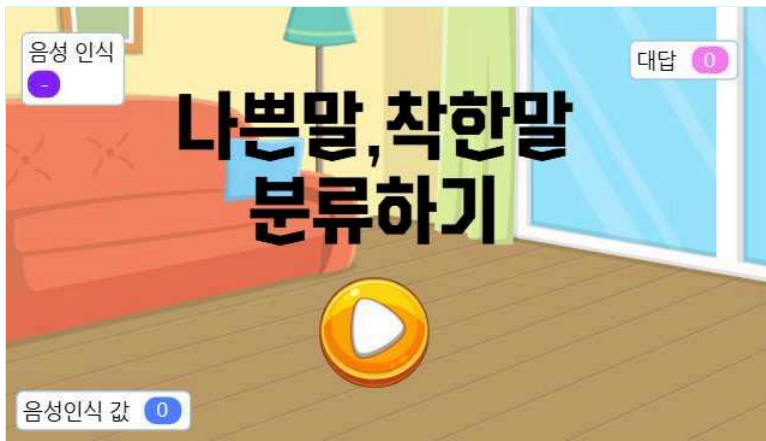 음성 인식
-
대답 0
나쁜말,착한말
분류하기
음성인식 값 0